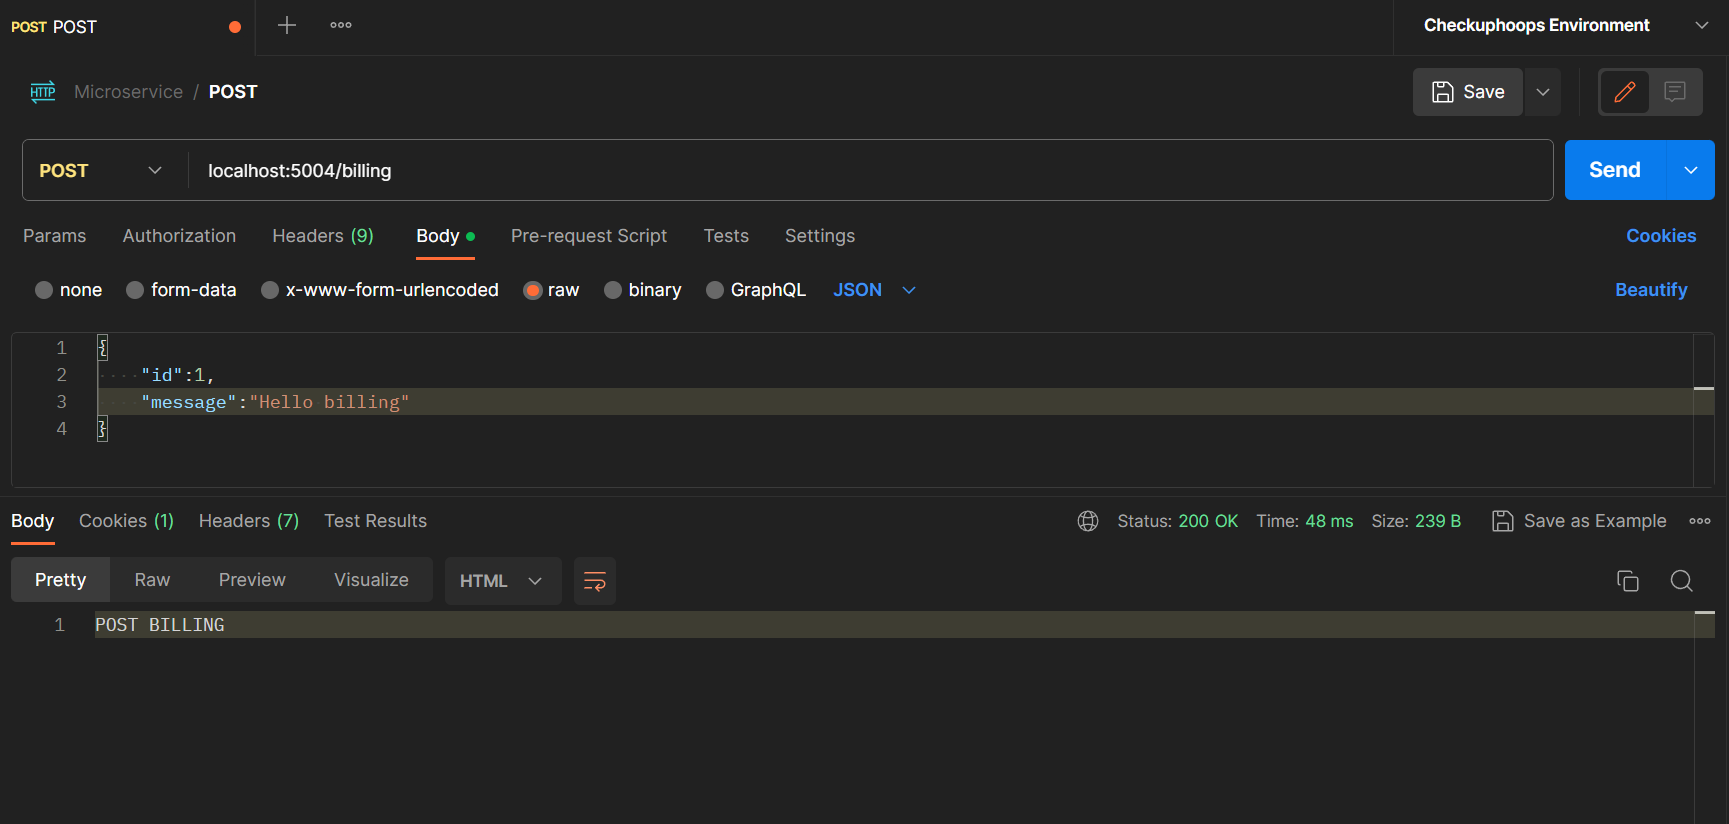 POST POST
Checkuphoops Environment
HTTP Microservice / POST
Save
POST localhost:5004/billing
Send
Params Authorization Headers (9) Body Pre-request Script Tests Settings Cookies
none form-data x-www-form-urlencoded raw binary GraphQL JSON Beautify
1 {
2 "id":1,
3 "message":"Hello billing"
4 }
Body Cookies (1) Headers (7) Test Results Status: 200 OK Time: 48 ms Size: 239 B Save as Example
Pretty Raw Preview Visualize HTML
1 POST BILLING